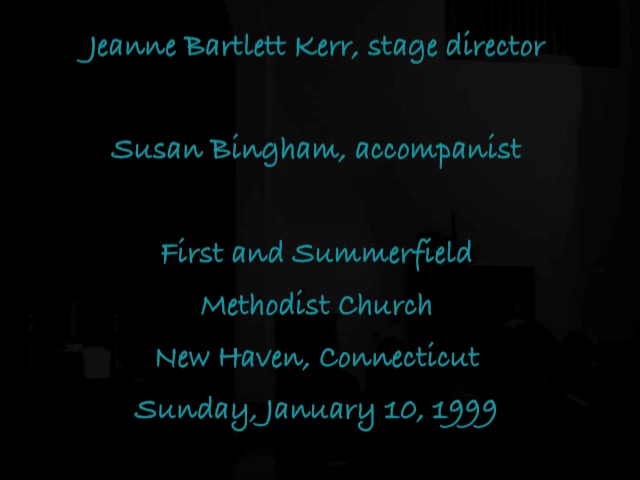 Jeanne Bartlett Kerr, stage director
Susan Bingham, accompanist
First and Summerfield
Methodist Church
New Haven, Connecticut
Sunday, January 10, 1999